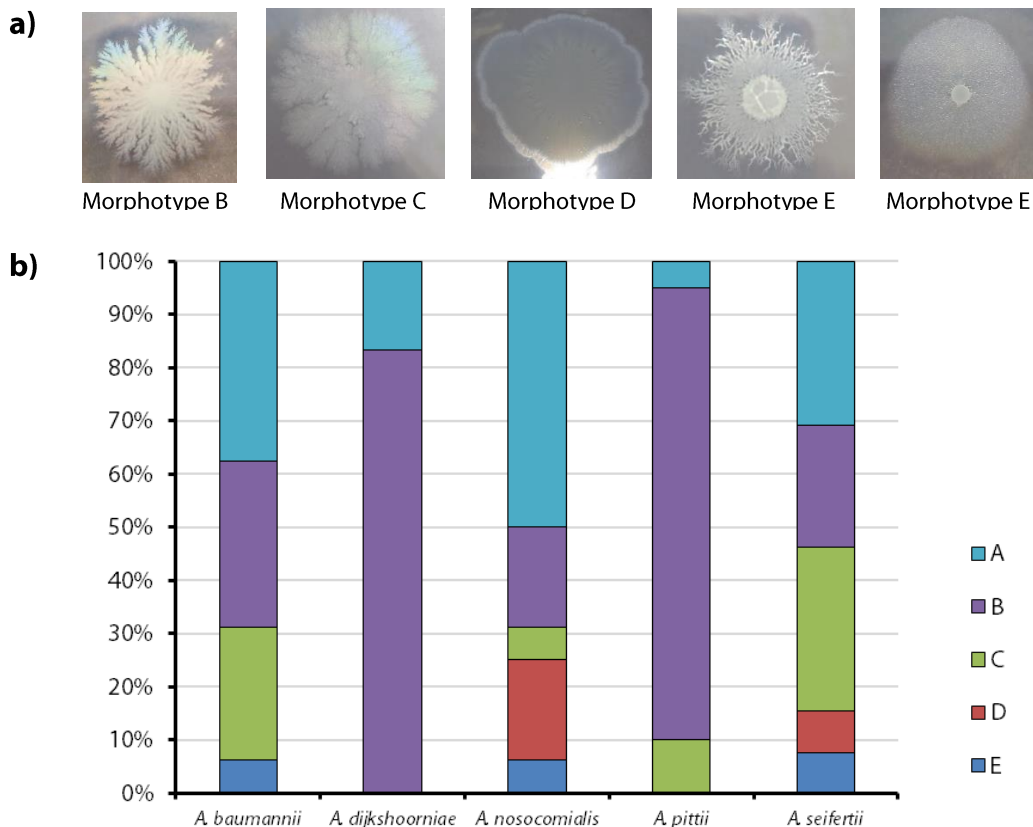 a)
Morphotype B Morphotype C Morphotype D Morphotype E Morphotype E
b)
100%
90%
80%
70%
60%
50%
40%
30%
20%
10%
0%
A. baumannii A. dijkshoorniae A. nosocomialis A. pittii A. seifertii
A
B
C
D
E